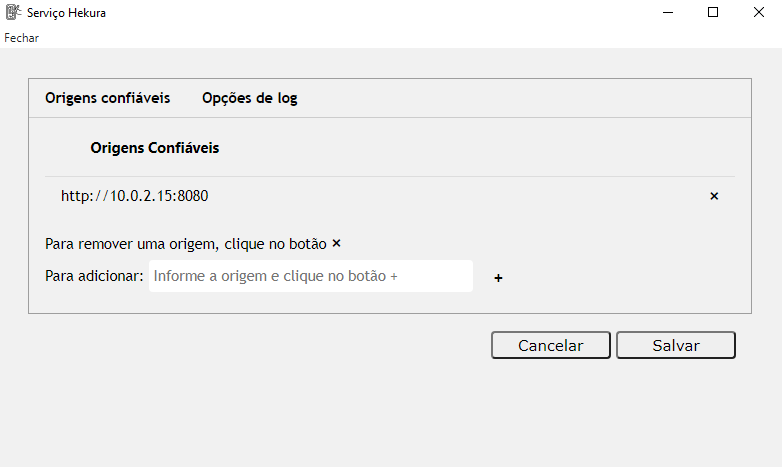 Serviço Hekura
Fechar
Origens confiáveis Opções de log
Origens Confiáveis
http://10.0.2.15:8080 ×
Para remover uma origem, clique no botão ×
Para adicionar: Informe a origem e clique no botão + +
Cancelar Salvar